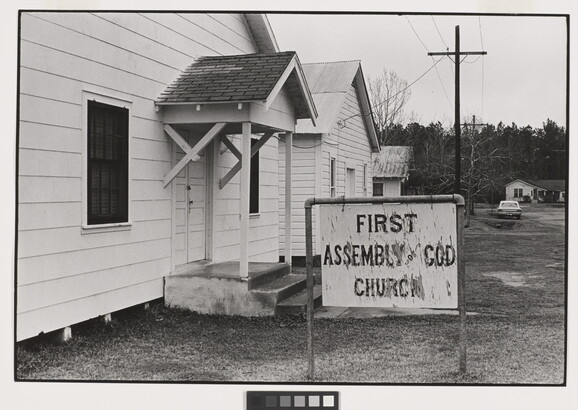 FIRST
ASSEMBLY OF GOD
CHURCH